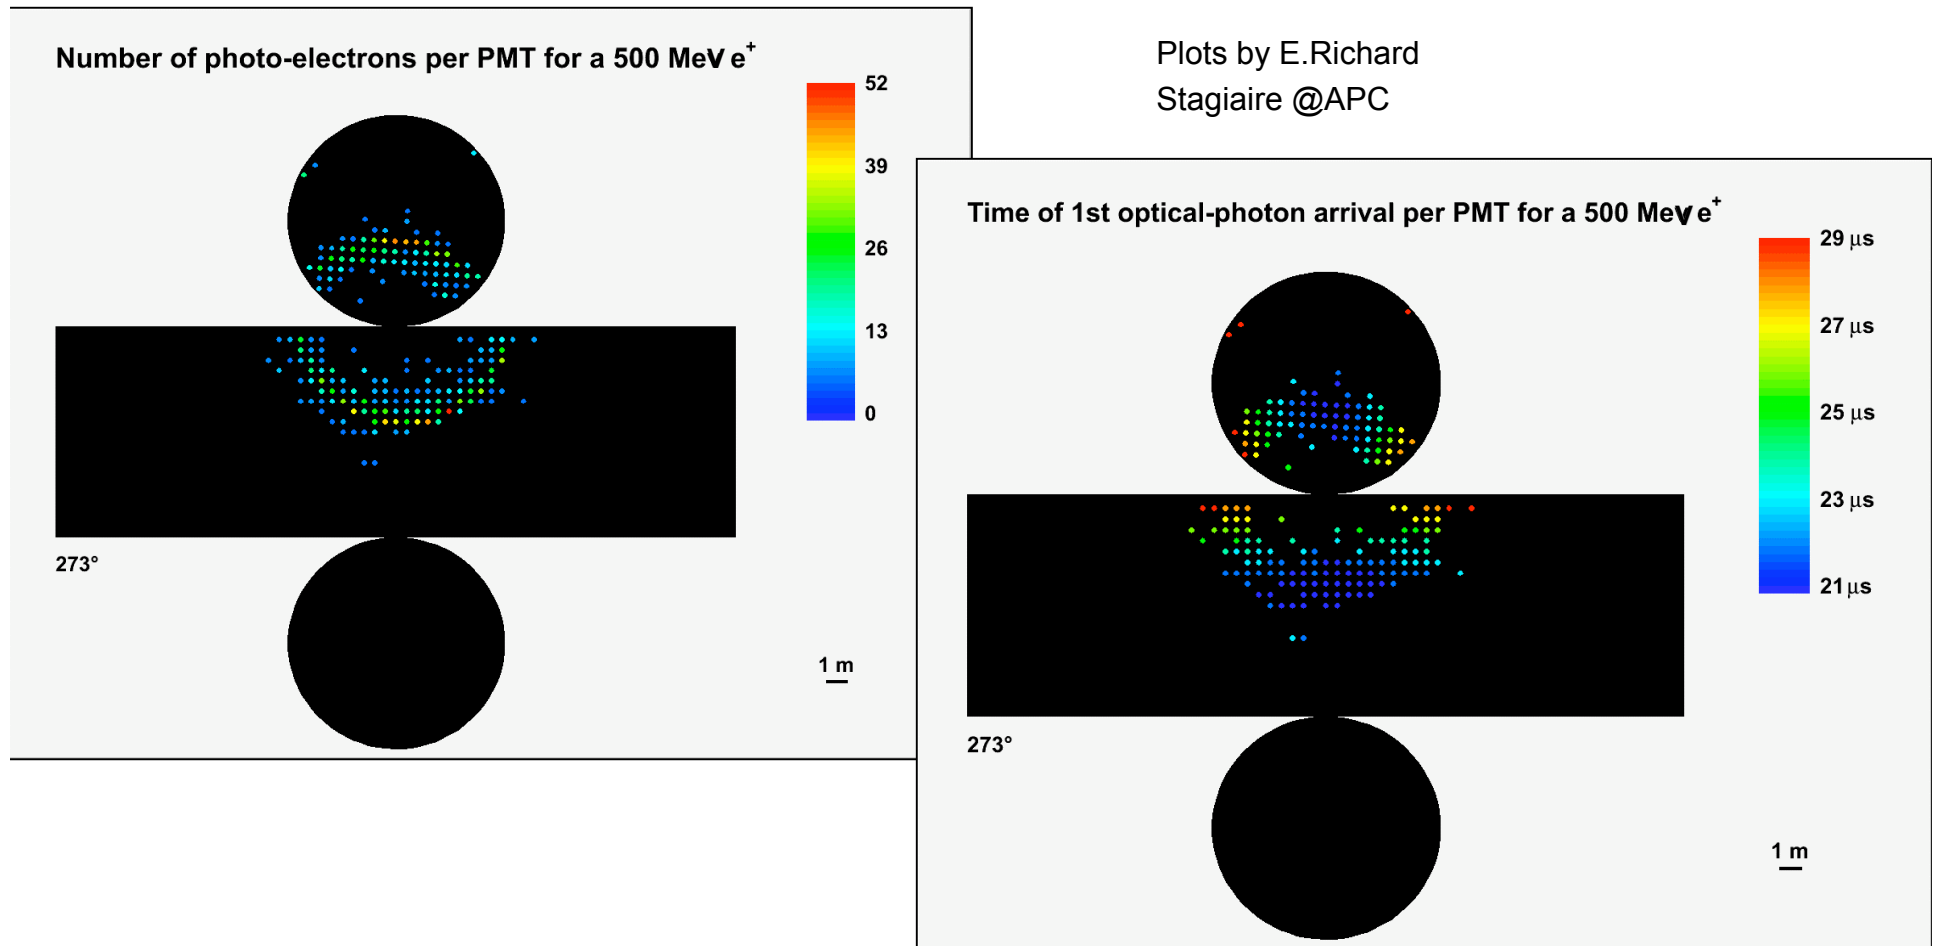 Number of photo-electrons per PMT for a 500 MeV e+
52
39
26
13
0
273°
1 m
Plots by E.Richard
Stagiaire @APC
Time of 1st optical-photon arrival per PMT for a 500 MeV e+
29 µs
27 µs
25 µs
23 µs
21 µs
273°
1 m